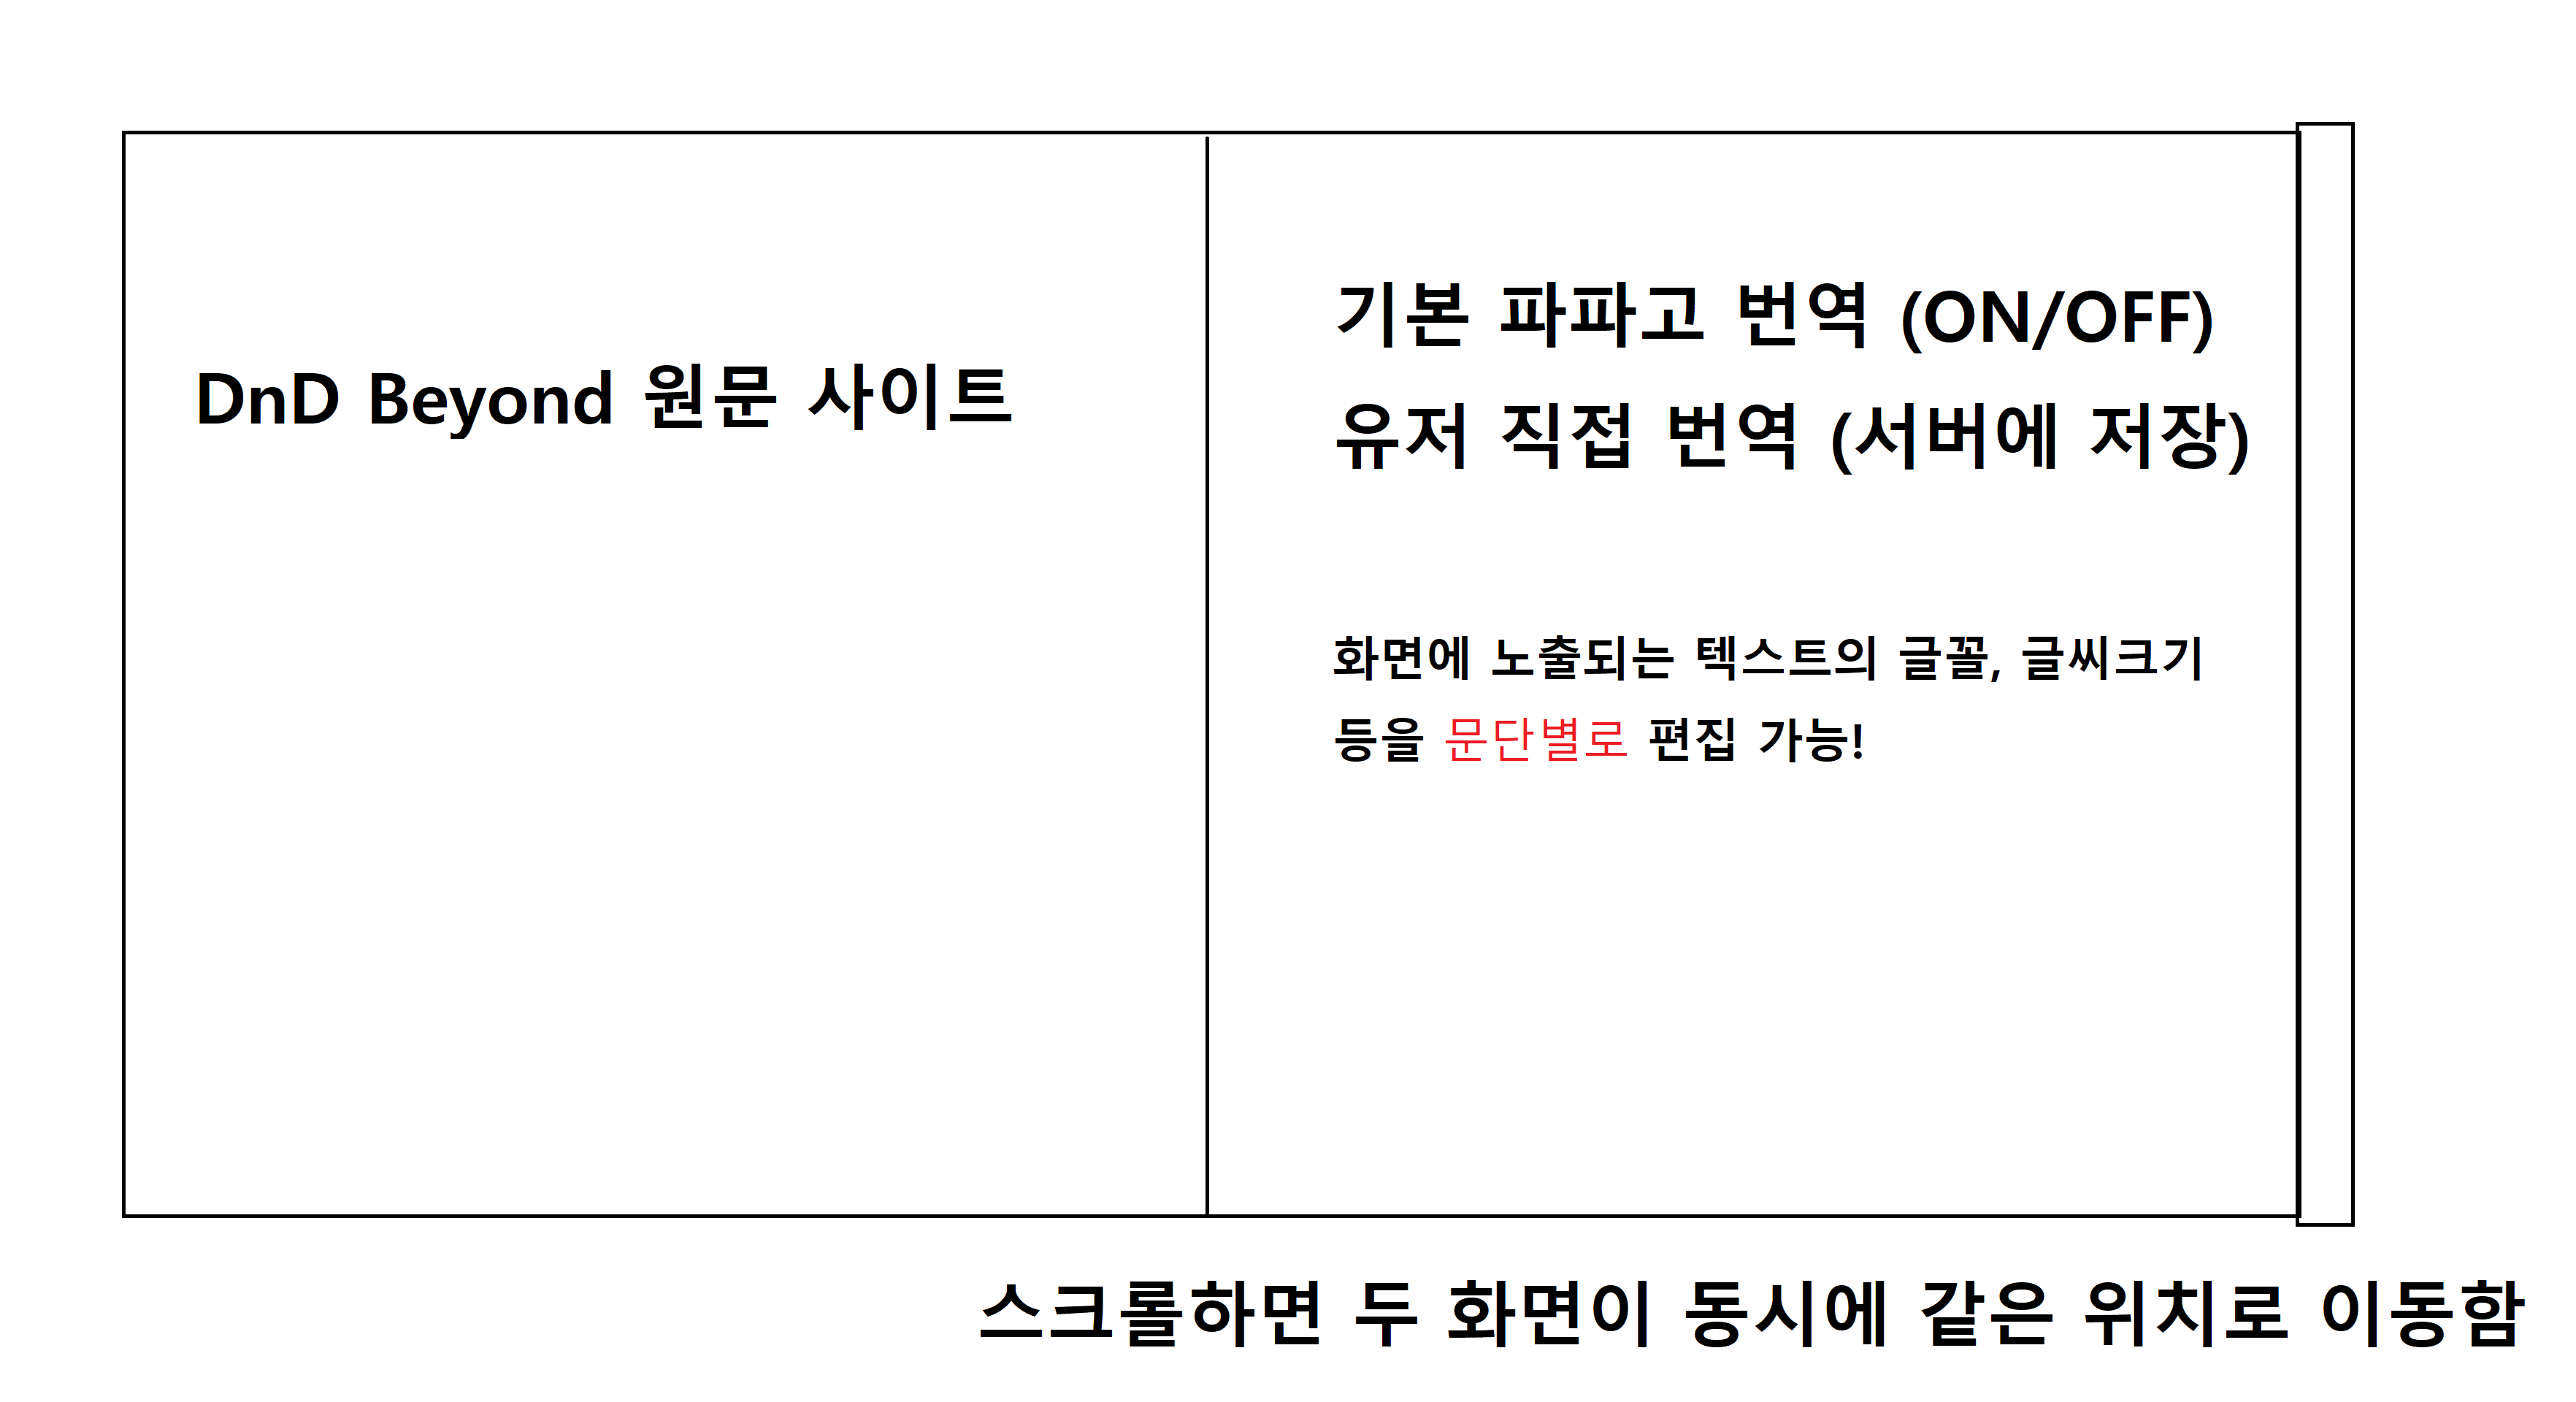 DnD Beyond 원문 사이트
기본 파파고 번역 (ON/OFF)
유저 직접 번역 (서버에 저장)
화면에 노출되는 텍스트의 글꼴, 글씨크기
등을 문단별로 편집 가능!
스크롤하면 두 화면이 동시에 같은 위치로 이동함